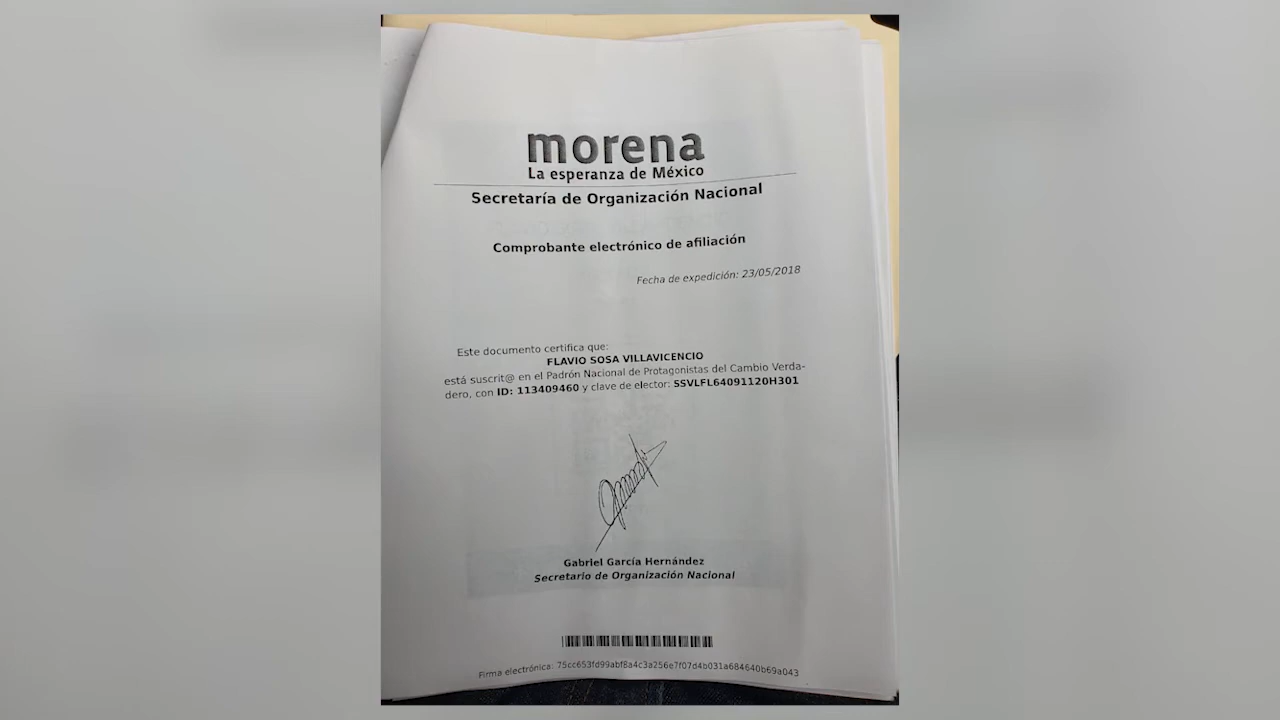 morena
La esperanza de México
Secretaría de Organización Nacional
Comprobante electrónico de afiliación
Fecha de expedición: 23/05/2018
Este documento certifica que:
FLAVIO SOSA VILLAVICENCIO
está suscrit@ en el Padrón Nacional de Protagonistas del Cambio Verda-
dero, con ID: 113409460 y clave de elector: SSVLFL64091120H301
Gabriel García Hernández
Secretario de Organización Nacional
Firma electrónica: 75cc653fd99abf8a4c3a256e7f07d4b031a684640b69a043